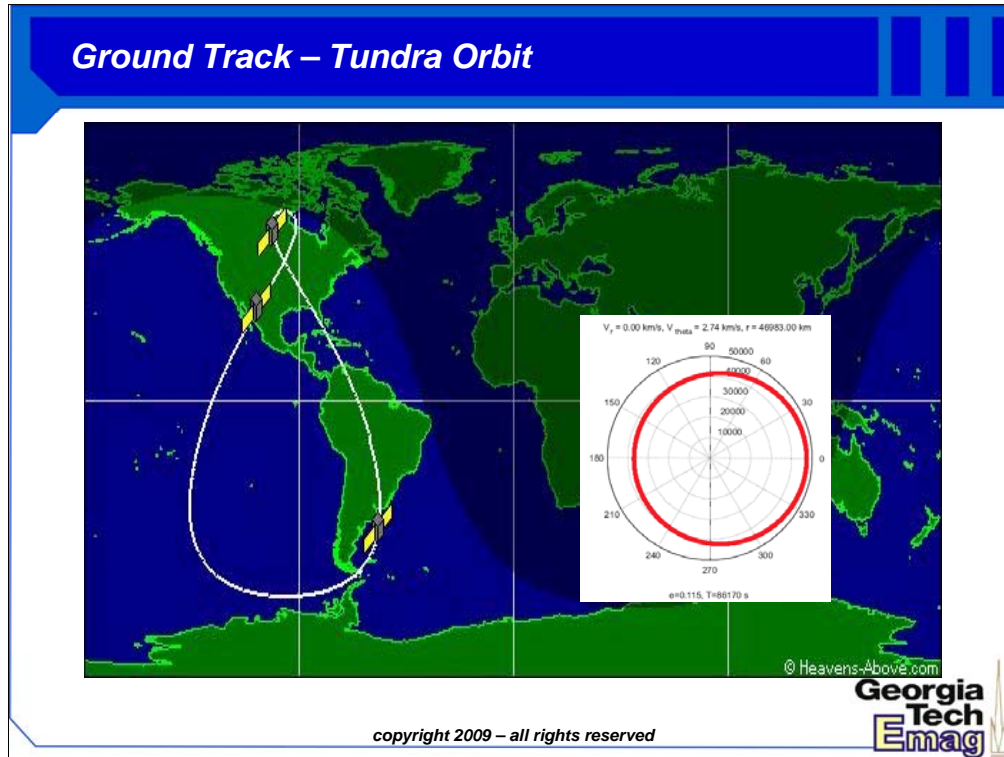 Ground Track – Tundra Orbit
V r = 0.00 km/s, V theta = 2.74 km/s, r = 46983.00 km
90
50000
120
60
40000
30000
150
30
20000
10000
180
0
210
330
240
300
270
e=0.115, T=86170 s
© Heavens-Above.com
Georgia
Tech
Emag
copyright 2009 – all rights reserved